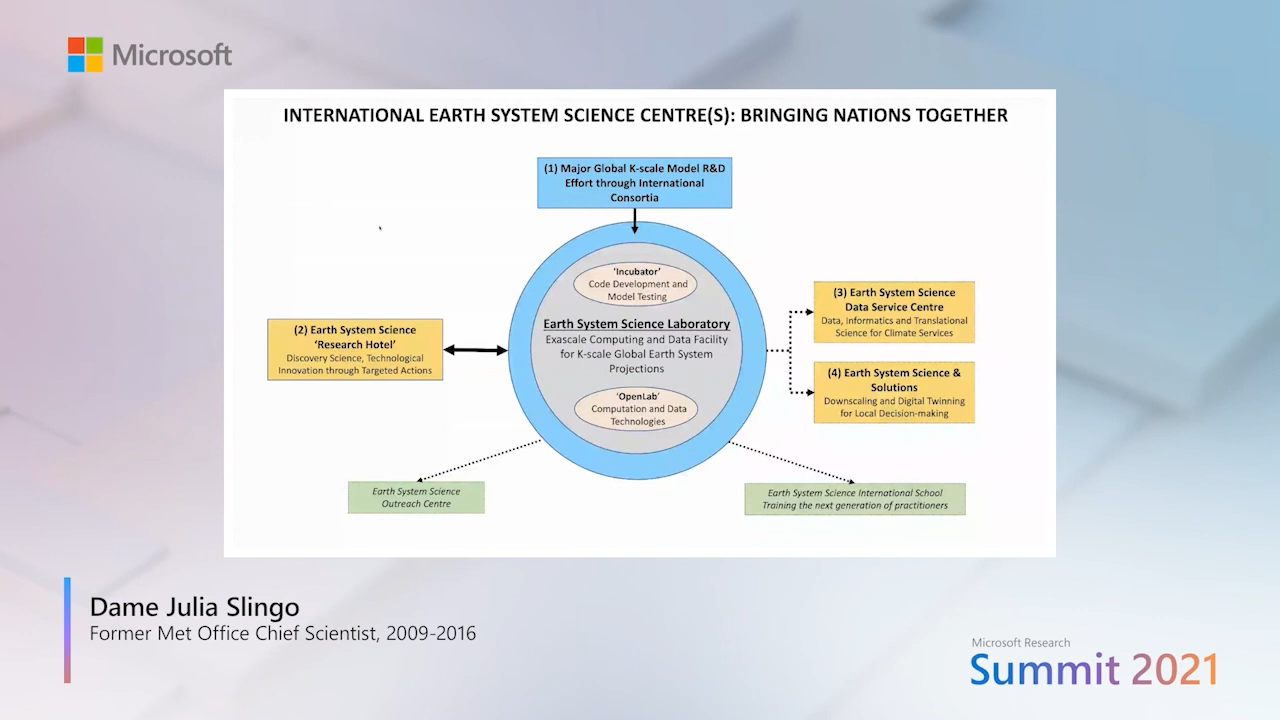 Microsoft
INTERNATIONAL EARTH SYSTEM SCIENCE CENTRE(S): BRINGING NATIONS TOGETHER
(1) Major Global K-scale Model R&D
Effort through International
Consortia
'Incubator'
Code Development and
Model Testing
Earth System Science Laboratory
Exascale Computing and Data Facility
for K-scale Global Earth System
Projections
'OpenLab'
Computation and Data
Technologies
(2) Earth System Science
'Research Hotel'
Discovery Science, Technological
Innovation through Targeted Actions
(3) Earth System Science
Data Service Centre
Data, Informatics and Translational
Science for Climate Services
(4) Earth System Science &
Solutions
Downscaling and Digital Twinning
for Local Decision-making
Earth System Science
Outreach Centre
Earth System Science International School
Training the next generation of practitioners
Dame Julia Slingo
Former Met Office Chief Scientist, 2009-2016
Microsoft Research
Summit 2021